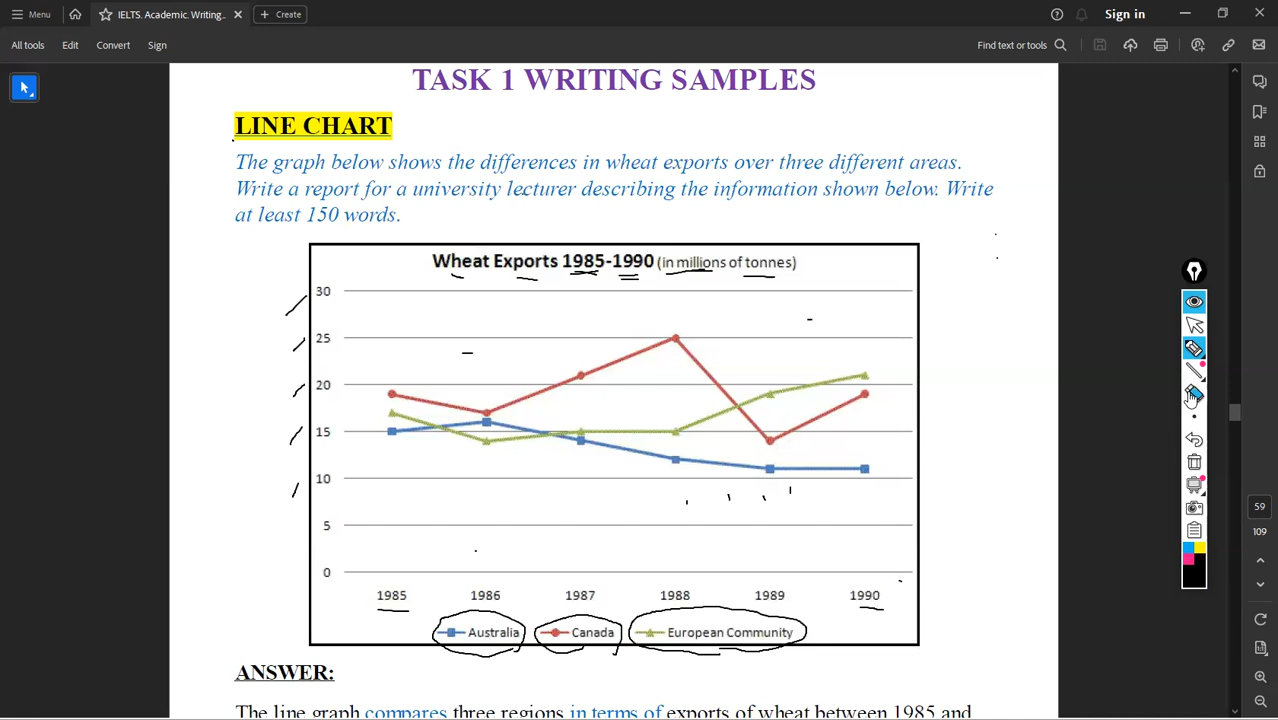 Menu
IELTS. Academic. Writing...
Create
Sign in
All tools
Edit
Convert
Sign
Find text or tools
TASK 1 WRITING SAMPLES
LINE CHART
The graph below shows the differences in wheat exports over three different areas.
Write a report for a university lecturer describing the information shown below. Write
at least 150 words.
Wheat Exports 1985-1990 (in millions of tonnes)
30
25
20
15
10
5
0
1985 1986 1987 1988 1989 1990
Australia Canada European Community
59
109
ANSWER:
The line graph compares three regions in terms of exports of wheat between 1985 and